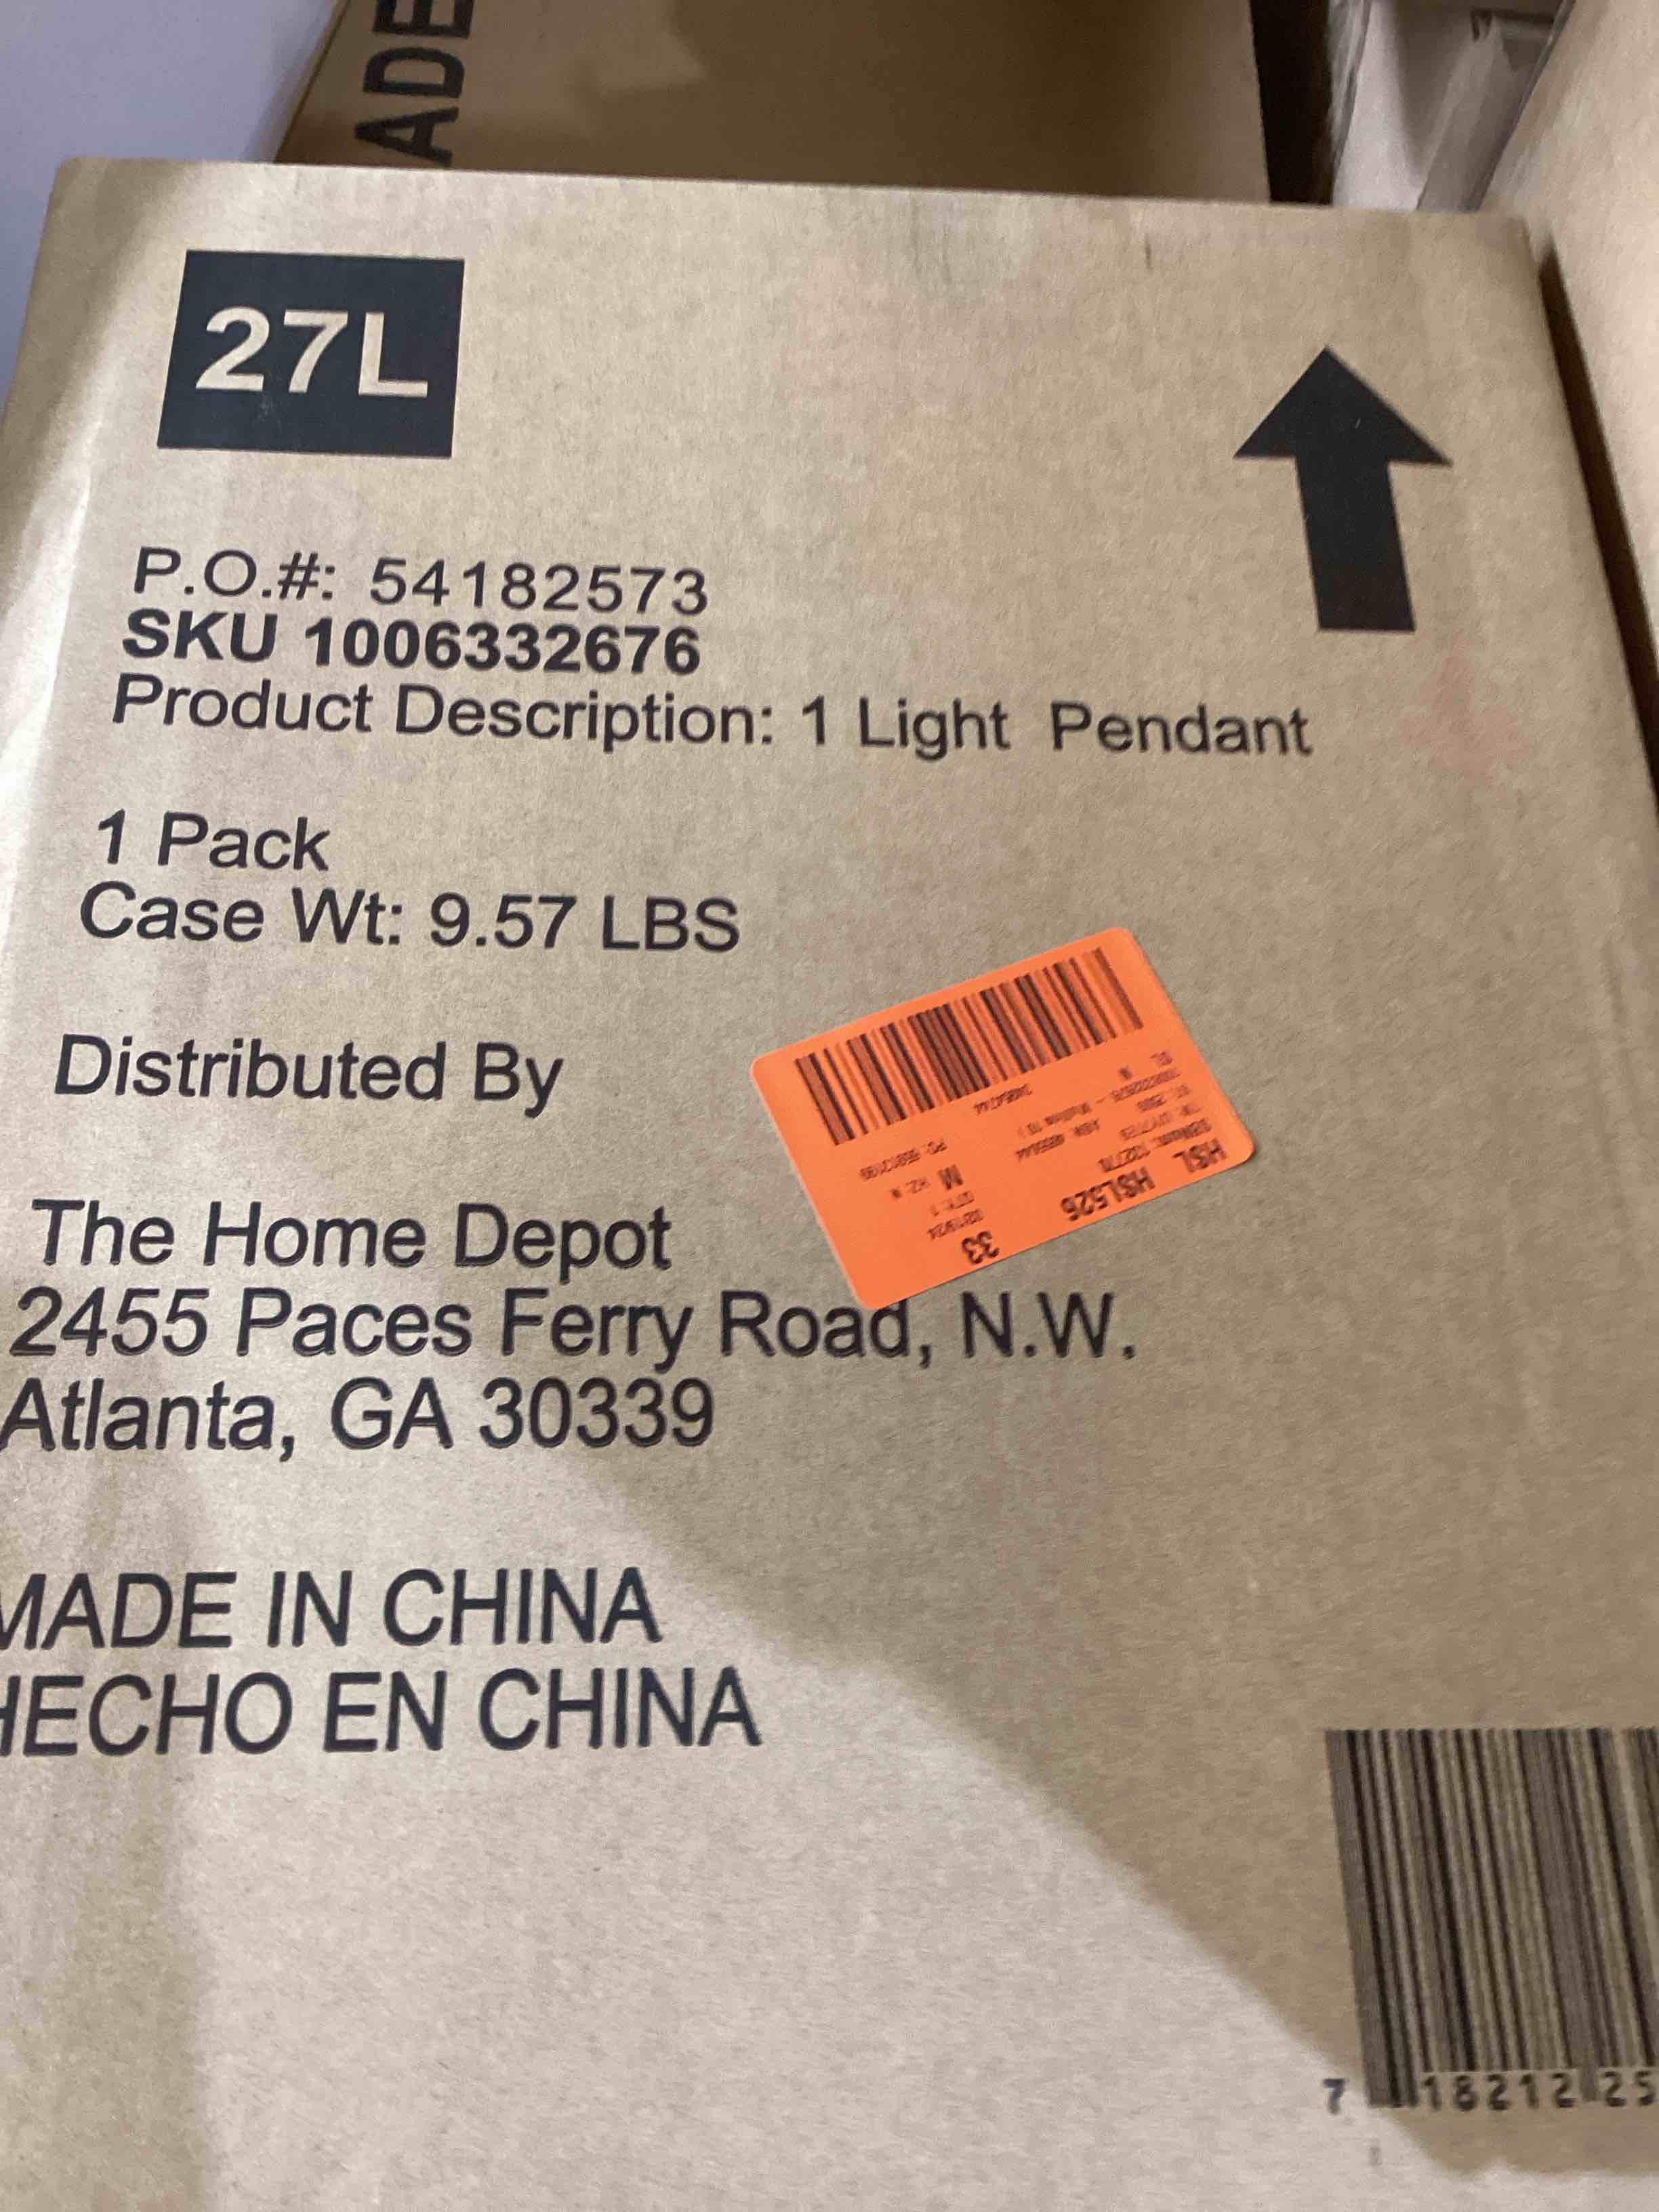 ADE
27L
P.O.#: 54182573
SKU 1006332676
Product Description: 1 Light Pendant
1 Pack
Case Wt: 9.57 LBS
Distributed By
The Home Depot
2455 Paces Ferry Road, N.W.
Atlanta, GA 30339
MADE IN CHINA
HECHO EN CHINA
HSL HSL526 33
M
7 18212 25